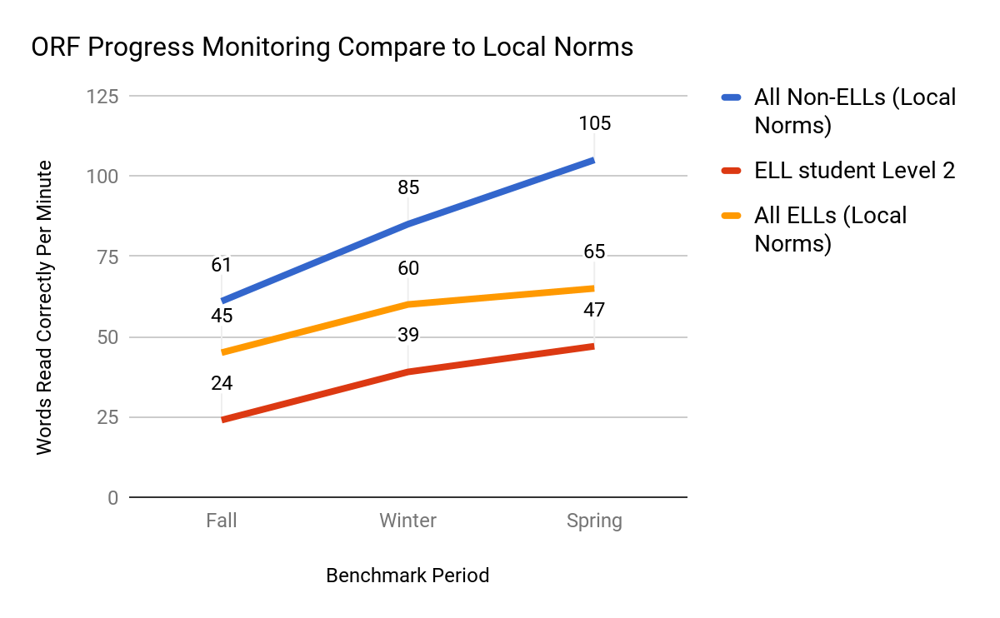 ORF Progress Monitoring Compare to Local Norms
125
100
75
50
25
0
Words Read Correctly Per Minute
61
45
24
85
60
39
105
65
47
Fall
Winter
Spring
Benchmark Period
All Non-ELLs (Local
Norms)
ELL student Level 2
All ELLs (Local
Norms)